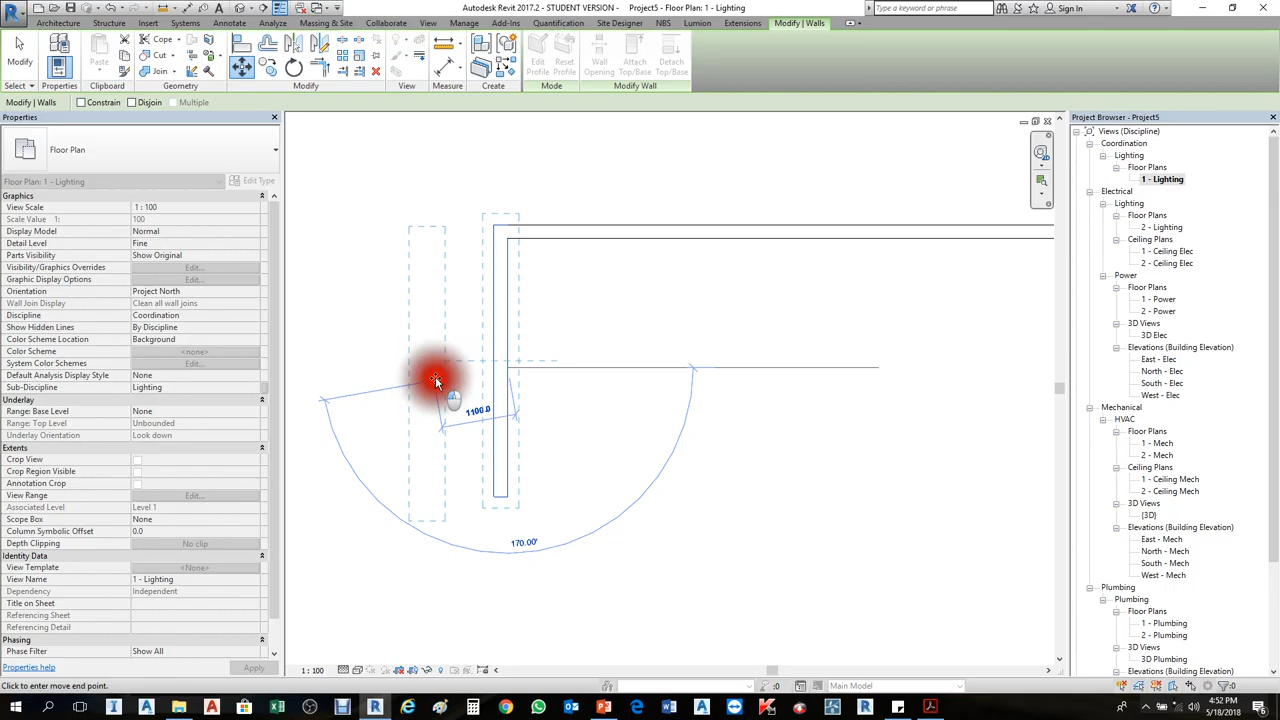 Autodesk Revit 2017.2 - STUDENT VERSION - Project5 - Floor Plan: 1 - Lighting
Type a keyword or phrase
Sign In
Architecture Structure Insert Systems Annotate Analyze Massing & Site Collaborate View Manage Add-Ins Quantification Site Designer NBS Lumion Extensions Modify | Walls
Modify
Paste
Cope
Cut
Join
Edit Profile
Reset Profile
Wall Opening
Attach Top/Base
Detach Top/Base
Select Properties Clipboard Geometry Modify View Measure Create Mode Modify Wall
Modify | Walls Constrain Disjoin Multiple
Properties
Floor Plan
Floor Plan: 1 - Lighting Edit Type
Graphics
View Scale 1 : 100
Scale Value 1: 100
Display Model Normal
Detail Level Fine
Parts Visibility Show Original
Visibility/Graphics Overrides Edit...
Graphic Display Options Edit...
Orientation Project North
Wall Join Display Clean all wall joins
Discipline Coordination
Show Hidden Lines By Discipline
Color Scheme Location Background
Color Scheme <none>
System Color Schemes Edit...
Default Analysis Display Style None
Sub-Discipline Lighting
Underlay
Range: Base Level None
Range: Top Level Unbounded
Underlay Orientation Look down
Extents
Crop View
Crop Region Visible
Annotation Crop
View Range Edit...
Associated Level Level 1
Scope Box None
Column Symbolic Offset 0.0
Depth Clipping No clip
Identity Data
View Template <None>
View Name 1 - Lighting
Dependency Independent
Title on Sheet
Referencing Sheet
Referencing Detail
Phasing
Phase Filter Show All
Properties help Apply
1100.0
170.00°
1 : 100
Project Browser - Project5
Views (Discipline)
Coordination
Lighting
Floor Plans
1 - Lighting
Electrical
Lighting
Floor Plans
1 - Lighting
2 - Lighting
Ceiling Plans
1 - Ceiling Elec
2 - Ceiling Elec
Power
Floor Plans
1 - Power
2 - Power
3D Views
3D Elec
Elevations (Building Elevation)
East - Elec
North - Elec
South - Elec
West - Elec
Mechanical
HVAC
Floor Plans
1 - Mech
2 - Mech
Ceiling Plans
1 - Ceiling Mech
2 - Ceiling Mech
3D Views
{3D}
Elevations (Building Elevation)
East - Mech
North - Mech
South - Mech
West - Mech
Plumbing
Plumbing
Floor Plans
1 - Plumbing
2 - Plumbing
3D Views
3D Plumbing
Elevations (Building Elevation)
Click to enter move end point.
:0
Main Model
:0
4:52 PM
5/18/2018